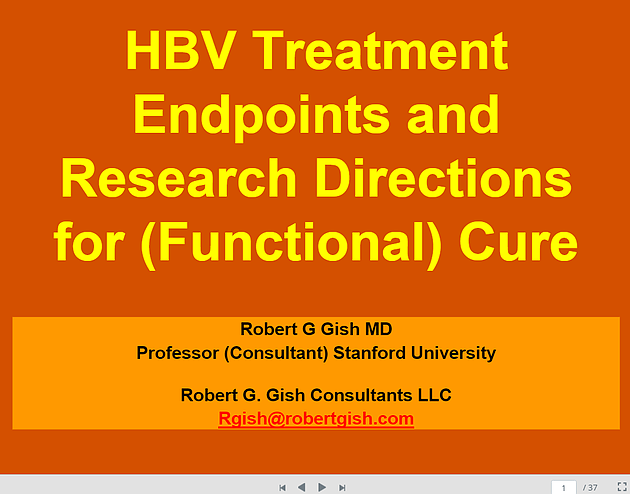 HBV Treatment
Endpoints and
Research Directions
for (Functional) Cure
Robert G Gish MD
Professor (Consultant) Stanford University
Robert G. Gish Consultants LLC
Rgish@robertgish.com
1 / 37